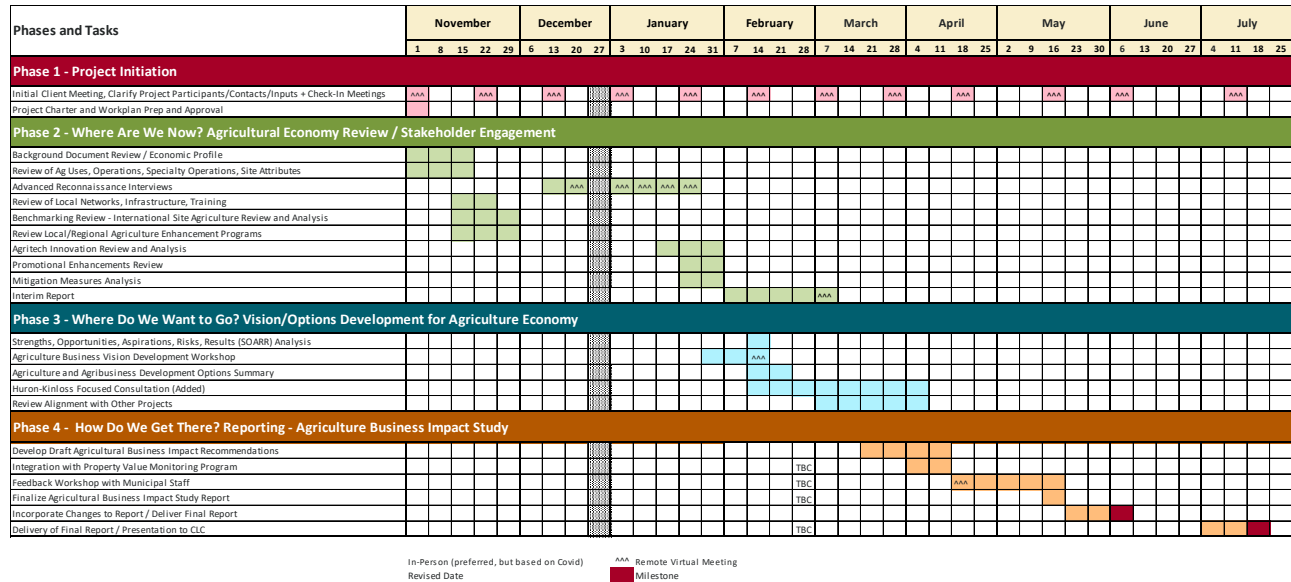 Phases and Tasks
November December January February March April May June July
1 8 15 22 29 6 13 20 27 3 10 17 24 31 7 14 21 28 7 14 21 28 4 11 18 25 2 9 16 23 30 6 13 20 27 4 11 18 25
Phase 1 - Project Initiation
Initial Client Meeting, Clarify Project Participants/Contacts/Inputs + Check-In Meetings ^^^ ^^^ ^^^ ^^^ ^^^ ^^^ ^^^ ^^^ ^^^ ^^^ ^^^ ^^^
Project Charter and Workplan Prep and Approval
Phase 2 - Where Are We Now? Agricultural Economy Review / Stakeholder Engagement
Background Document Review / Economic Profile
Review of Ag Uses, Operations, Specialty Operations, Site Attributes
Advanced Reconnaissance Interviews ^^^ ^^^ ^^^ ^^^ ^^^
Review of Local Networks, Infrastructure, Training
Benchmarking Review - International Site Agriculture Review and Analysis
Review Local/Regional Agriculture Enhancement Programs
Agritech Innovation Review and Analysis
Promotional Enhancements Review
Mitigation Measures Analysis
Interim Report ^^^
Phase 3 - Where Do We Want to Go? Vision/Options Development for Agriculture Economy
Strengths, Opportunities, Aspirations, Risks, Results (SOARR) Analysis
Agriculture Business Vision Development Workshop ^^^
Agriculture and Agribusiness Development Options Summary
Huron-Kinloss Focused Consultation (Added)
Review Alignment with Other Projects
Phase 4 - How Do We Get There? Reporting - Agriculture Business Impact Study
Develop Draft Agricultural Business Impact Recommendations
Integration with Property Value Monitoring Program TBC
Feedback Workshop with Municipal Staff TBC ^^^
Finalize Agricultural Business Impact Study Report TBC
Incorporate Changes to Report / Deliver Final Report
Delivery of Final Report / Presentation to CLC TBC
In-Person (preferred, but based on Covid) ^^^ Remote Virtual Meeting
Revised Date Milestone